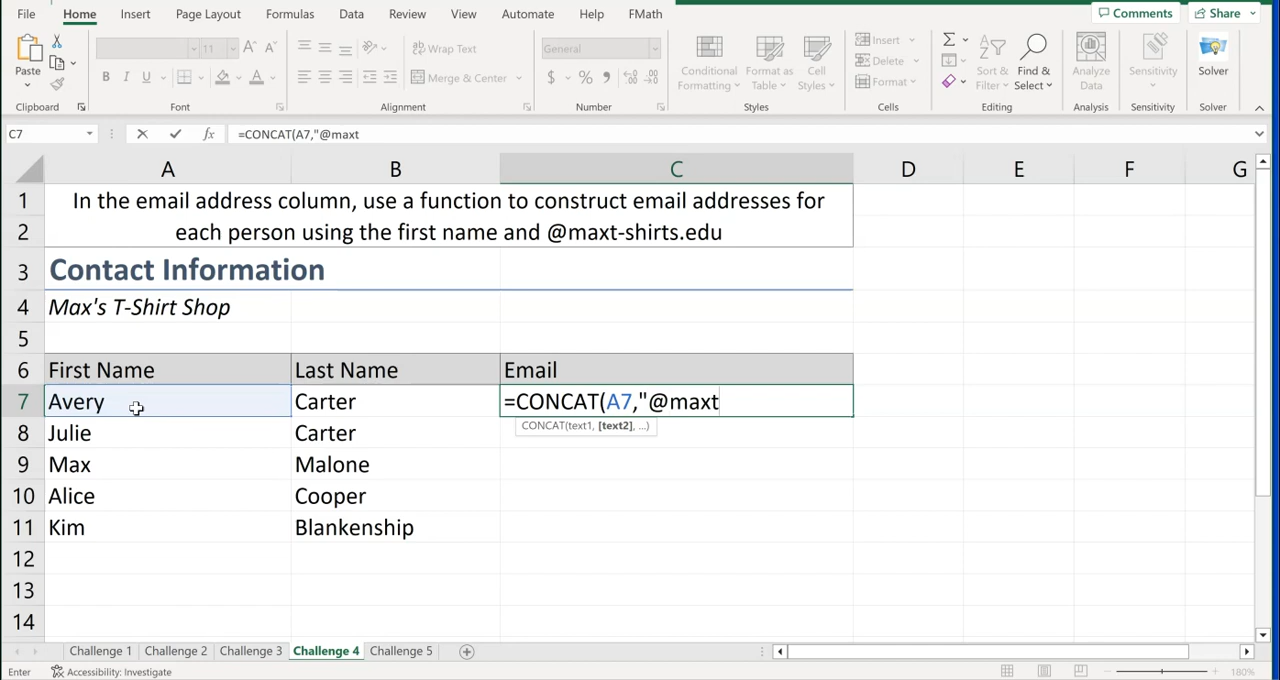 File Home Insert Page Layout Formulas Data Review View Automate Help FMath Comments Share
Paste 11 A A Wrap Text General Insert Σ
B I U A Merge & Center $ % , Conditional Formatting Format as Table Cell Styles Delete Format Sort & Filter Find & Select Analyze Data Sensitivity Solver
Clipboard Font Alignment Number Styles Cells Editing Analysis Sensitivity Solver
C7 fx =CONCAT(A7,"@maxt
A B C D E F G
1 In the email address column, use a function to construct email addresses for
2 each person using the first name and @maxt-shirts.edu
3 Contact Information
4 Max's T-Shirt Shop
5
6 First Name Last Name Email
7 Avery Carter =CONCAT(A7,"@maxt
CONCAT(text1, [text2], ...)
8 Julie Carter
9 Max Malone
10 Alice Cooper
11 Kim Blankenship
12
13
14
Challenge 1 Challenge 2 Challenge 3 Challenge 4 Challenge 5
Enter Accessibility: Investigate 180%